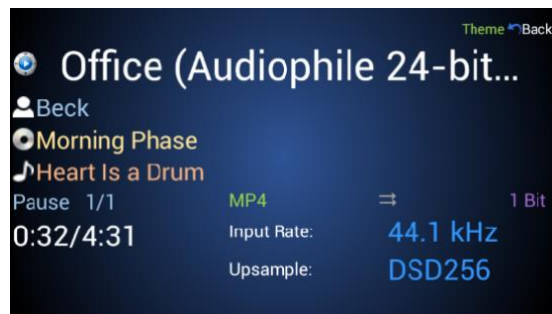 Theme Back
Office (Audiophile 24-bit...
Beck
Morning Phase
Heart Is a Drum
Pause 1/1 MP4 ⇉ 1 Bit
0:32/4:31 Input Rate: 44.1 kHz
Upsample: DSD256